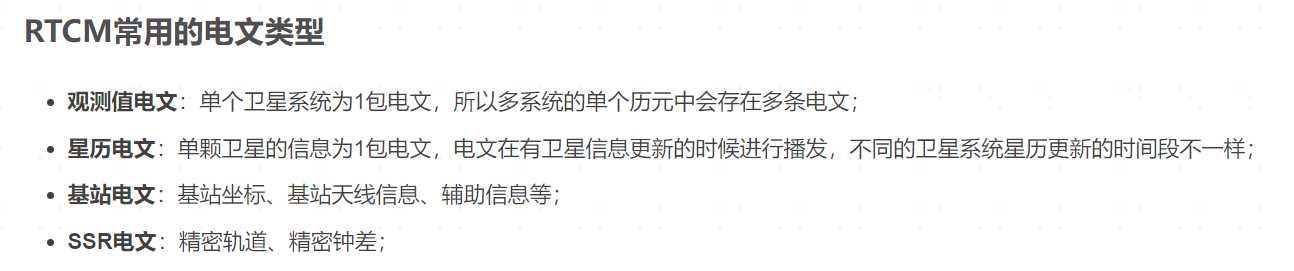 RTCM常用的电文类型
• 观测值电文：单个卫星系统为1包电文，所以多系统的单个历元中会存在多条电文；
• 星历电文：单颗卫星的信息为1包电文，电文在有卫星信息更新的时候进行播发，不同的卫星系统星历更新的时间段不一样；
• 基站电文：基站坐标、基站天线信息、辅助信息等；
• SSR电文：精密轨道、精密钟差；